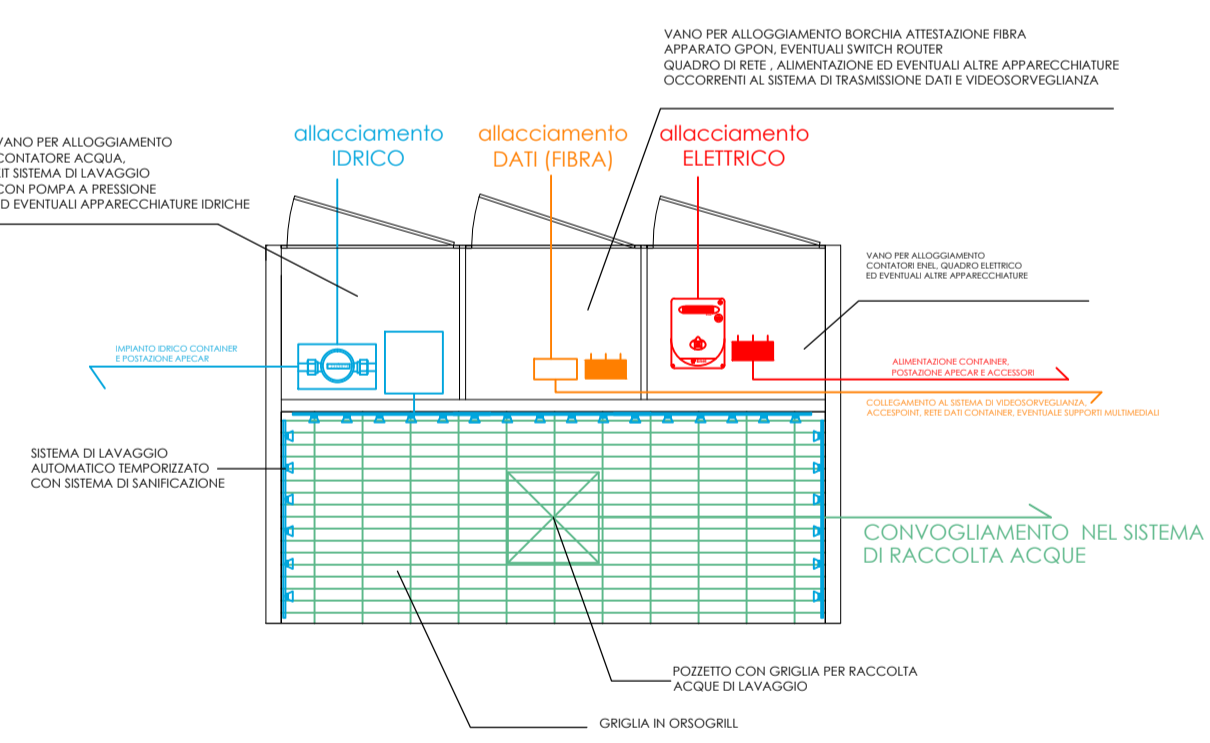 VANO PER ALLOGGIAMENTO BORCHIA ATTESTAZIONE FIBRA
APPARATO GPON, EVENTUALI SWITCH ROUTER
QUADRO DI RETE , ALIMENTAZIONE ED EVENTUALI ALTRE APPARECCHIATURE
OCCORRENTI AL SISTEMA DI TRASMISSIONE DATI E VIDEOSORVEGLIANZA
VANO PER ALLOGGIAMENTO
CONTATORE ACQUA,
KIT SISTEMA DI LAVAGGIO
CON POMPA A PRESSIONE
ED EVENTUALI APPARECCHIATURE IDRICHE
allacciamento
IDRICO
allacciamento
DATI (FIBRA)
allacciamento
ELETTRICO
VANO PER ALLOGGIAMENTO
CONTATORI ENEL, QUADRO ELETTRICO
ED EVENTUALI ALTRE APPARECCHIATURE
IMPIANTO IDRICO CONTAINER
E POSTAZIONE APECAR
ALIMENTAZIONE CONTAINER,
POSTAZIONE APECAR E ACCESSORI
COLLEGAMENTO AL SISTEMA DI VIDEOSORVEGLIANZA,
ACCESPOINT, RETE DATI CONTAINER, EVENTUALE SUPPORTI MULTIMEDIALI
SISTEMA DI LAVAGGIO
AUTOMATICO TEMPORIZZATO
CON SISTEMA DI SANIFICAZIONE
CONVOGLIAMENTO NEL SISTEMA
DI RACCOLTA ACQUE
POZZETTO CON GRIGLIA PER RACCOLTA
ACQUE DI LAVAGGIO
GRIGLIA IN ORSOGRILL